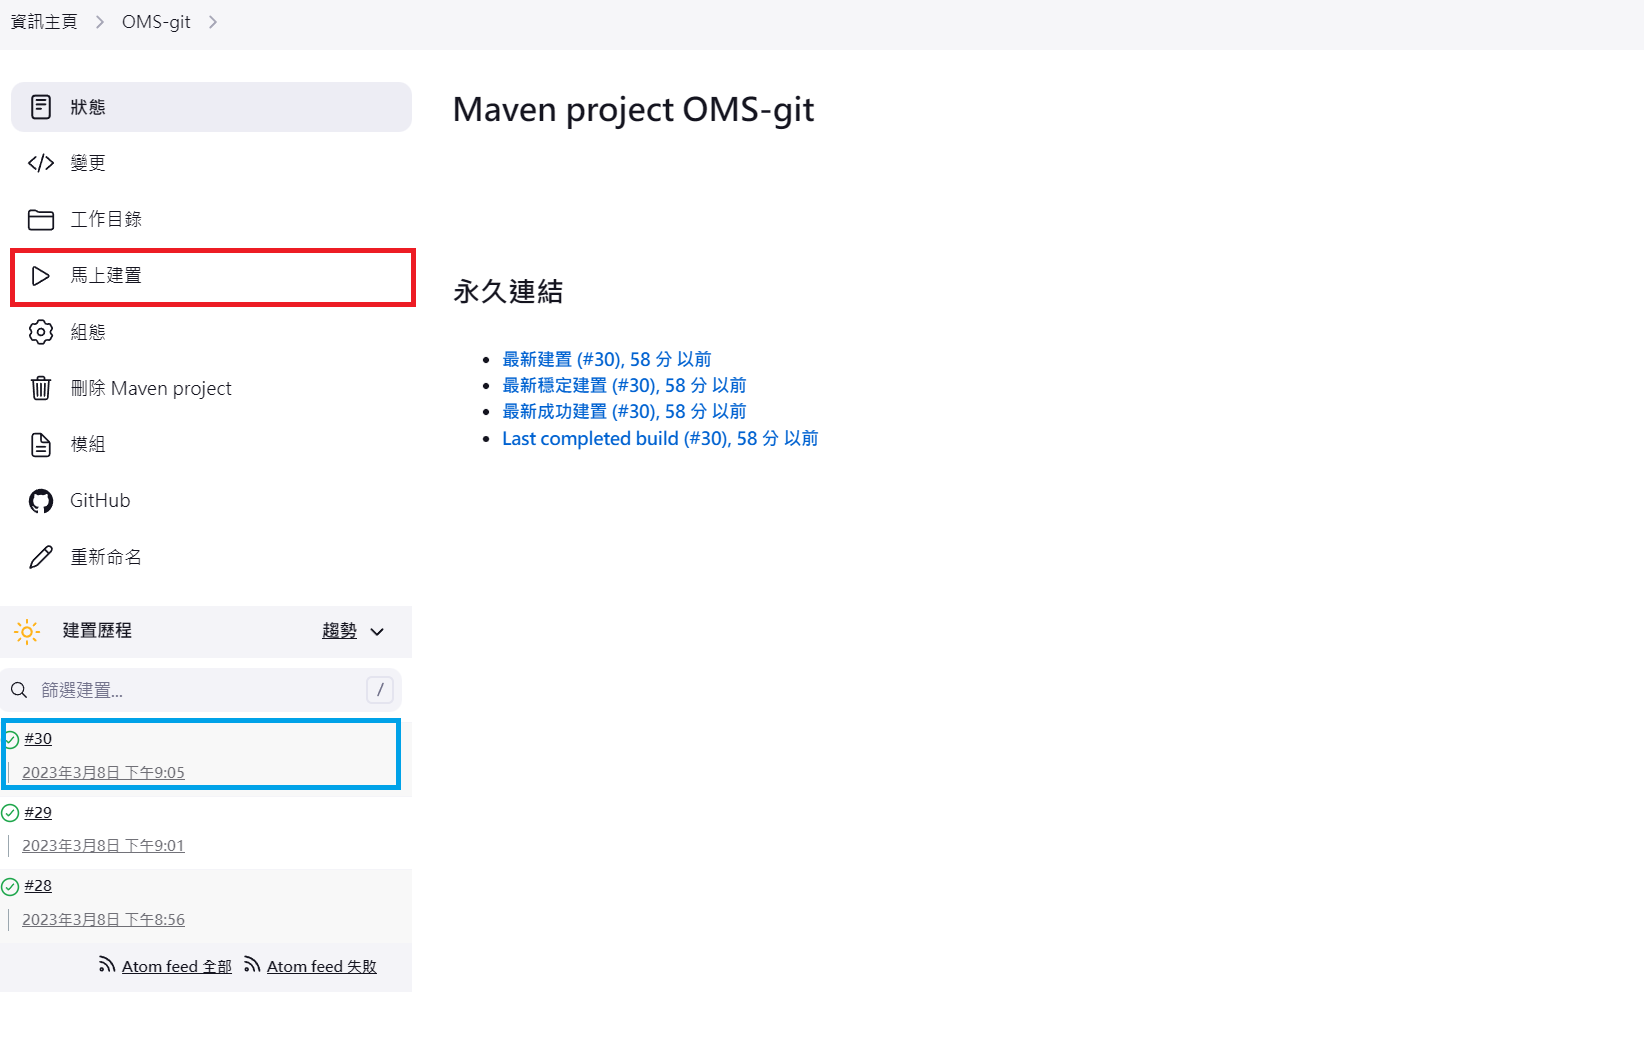 資訊主頁 OMS-git
狀態
變更
工作目錄
馬上建置
組態
刪除 Maven project
模組
GitHub
重新命名
建置歷程 趨勢
篩選建置... /
#30
2023年3月8日 下午9:05
#29
2023年3月8日 下午9:01
#28
2023年3月8日 下午8:56
Atom feed 全部 Atom feed 失敗
Maven project OMS-git
永久連結
最新建置 (#30), 58 分 以前
最新穩定建置 (#30), 58 分 以前
最新成功建置 (#30), 58 分 以前
Last completed build (#30), 58 分 以前